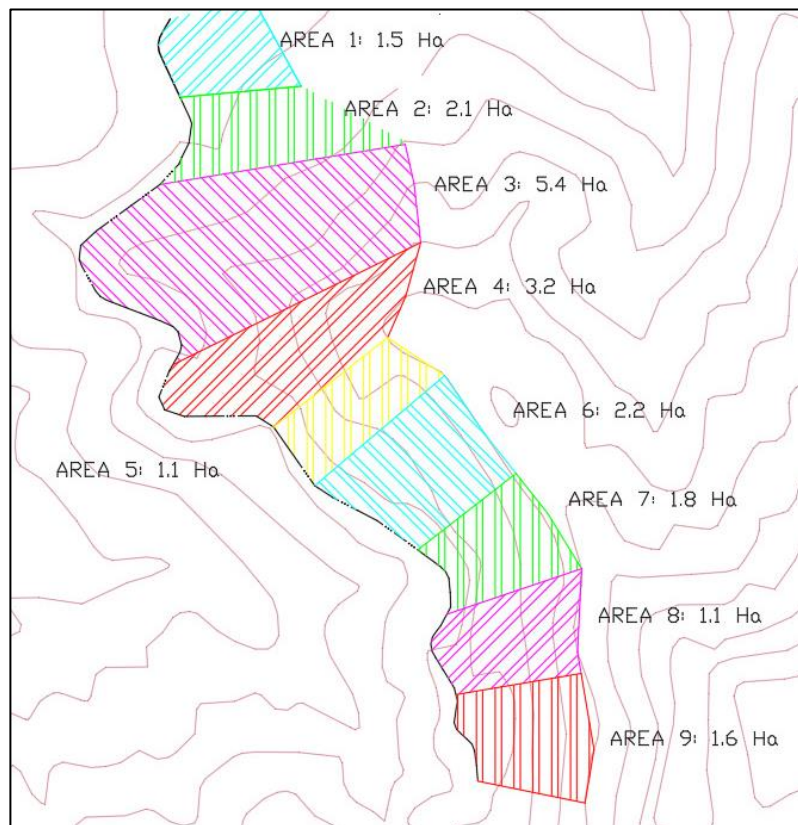 AREA 1: 1.5 Ha
AREA 2: 2.1 Ha
AREA 3: 5.4 Ha
AREA 4: 3.2 Ha
AREA 6: 2.2 Ha
AREA 5: 1.1 Ha
AREA 7: 1.8 Ha
AREA 8: 1.1 Ha
AREA 9: 1.6 Ha